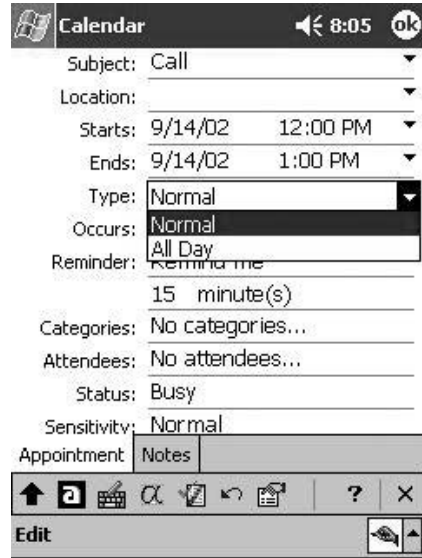 Calendar 8:05 ok
Subject: Call
Location:
Starts: 9/14/02 12:00 PM
Ends: 9/14/02 1:00 PM
Type: Normal
Occurs: Normal
All Day
Reminder: Remind me
15 minute(s)
Categories: No categories...
Attendees: No attendees...
Status: Busy
Sensitivity: Normal
Appointment Notes
a α ? ×
Edit